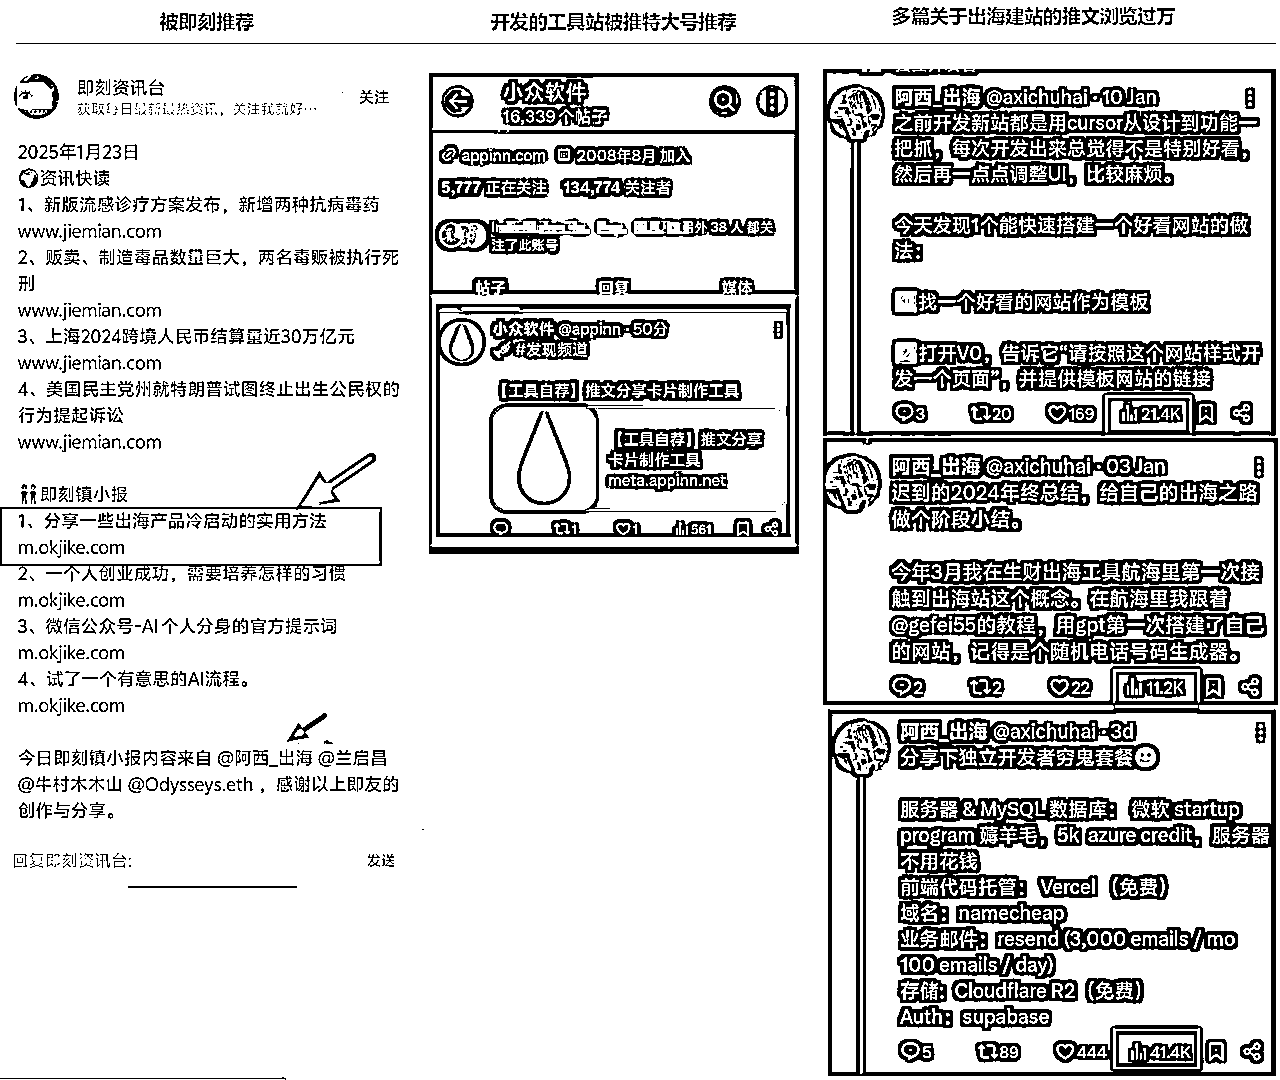 被即刻推荐
开发的工具站被推特大号推荐
多篇关于出海建站的推文浏览过万
即刻资讯台
获取每日最新最热资讯，关注我就好…
关注
2025年1月23日
资讯快读
1、新版流感诊疗方案发布，新增两种抗病毒药
www.jiemian.com
2、贩卖、制造毒品数量巨大，两名毒贩被执行死
刑
www.jiemian.com
3、上海2024跨境人民币结算量近30万亿元
www.jiemian.com
4、美国民主党州就特朗普试图终止出生公民权的
行为提起诉讼
www.jiemian.com
即刻镇小报
1、分享一些出海产品冷启动的实用方法
m.okjike.com
2、一个人创业成功，需要培养怎样的习惯
m.okjike.com
3、微信公众号-AI个人分身的官方提示词
m.okjike.com
4、试了一个有意思的AI流程。
m.okjike.com
今日即刻镇小报内容来自 @阿西_出海 @兰启昌
@牛村木木山 @Odysseys.eth ，感谢以上即友的
创作与分享。
回复即刻资讯台:
发送
小众软件
16,339 个帖子
appinn.com 2008年8月 加入
5,777 正在关注 134,774 关注者
外 38 人 都关
注了此账号
帖子 回复 媒体
小众软件 @appinn · 50分
#发现频道
【工具自荐】推文分享卡片制作工具
【工具自荐】推文分享
卡片制作工具
meta.appinn.net
1 1 561
阿西_出海 @axichuhai · 10 Jan
之前开发新站都是用cursor从设计到功能一
把抓，每次开发出来总觉得不是特别好看，
然后再一点点调整UI，比较麻烦。
今天发现1个能快速搭建一个好看网站的做
法：
找一个好看的网站作为模板
打开V0，告诉它“请按照这个网站样式开
发一个页面”，并提供模板网站的链接
3 20 169 21.4K
阿西_出海 @axichuhai · 03 Jan
迟到的2024年终总结，给自己的出海之路
做个阶段小结。
今年3月我在生财出海工具航海里第一次接
触到出海站这个概念。在航海里我跟着
@gefei55的教程，用gpt第一次搭建了自己
的网站，记得是个随机电话号码生成器。
2 2 22 11.2K
阿西_出海 @axichuhai · 3d
分享下独立开发者穷鬼套餐
服务器 & MySQL 数据库： 微软 startup
program 薅羊毛，5k azure credit，服务器
不用花钱
前端代码托管： Vercel （免费）
域名：namecheap
业务邮件：resend (3,000 emails / mo
100 emails / day)
存储：Cloudflare R2（免费）
Auth：supabase
5 89 444 41.4K